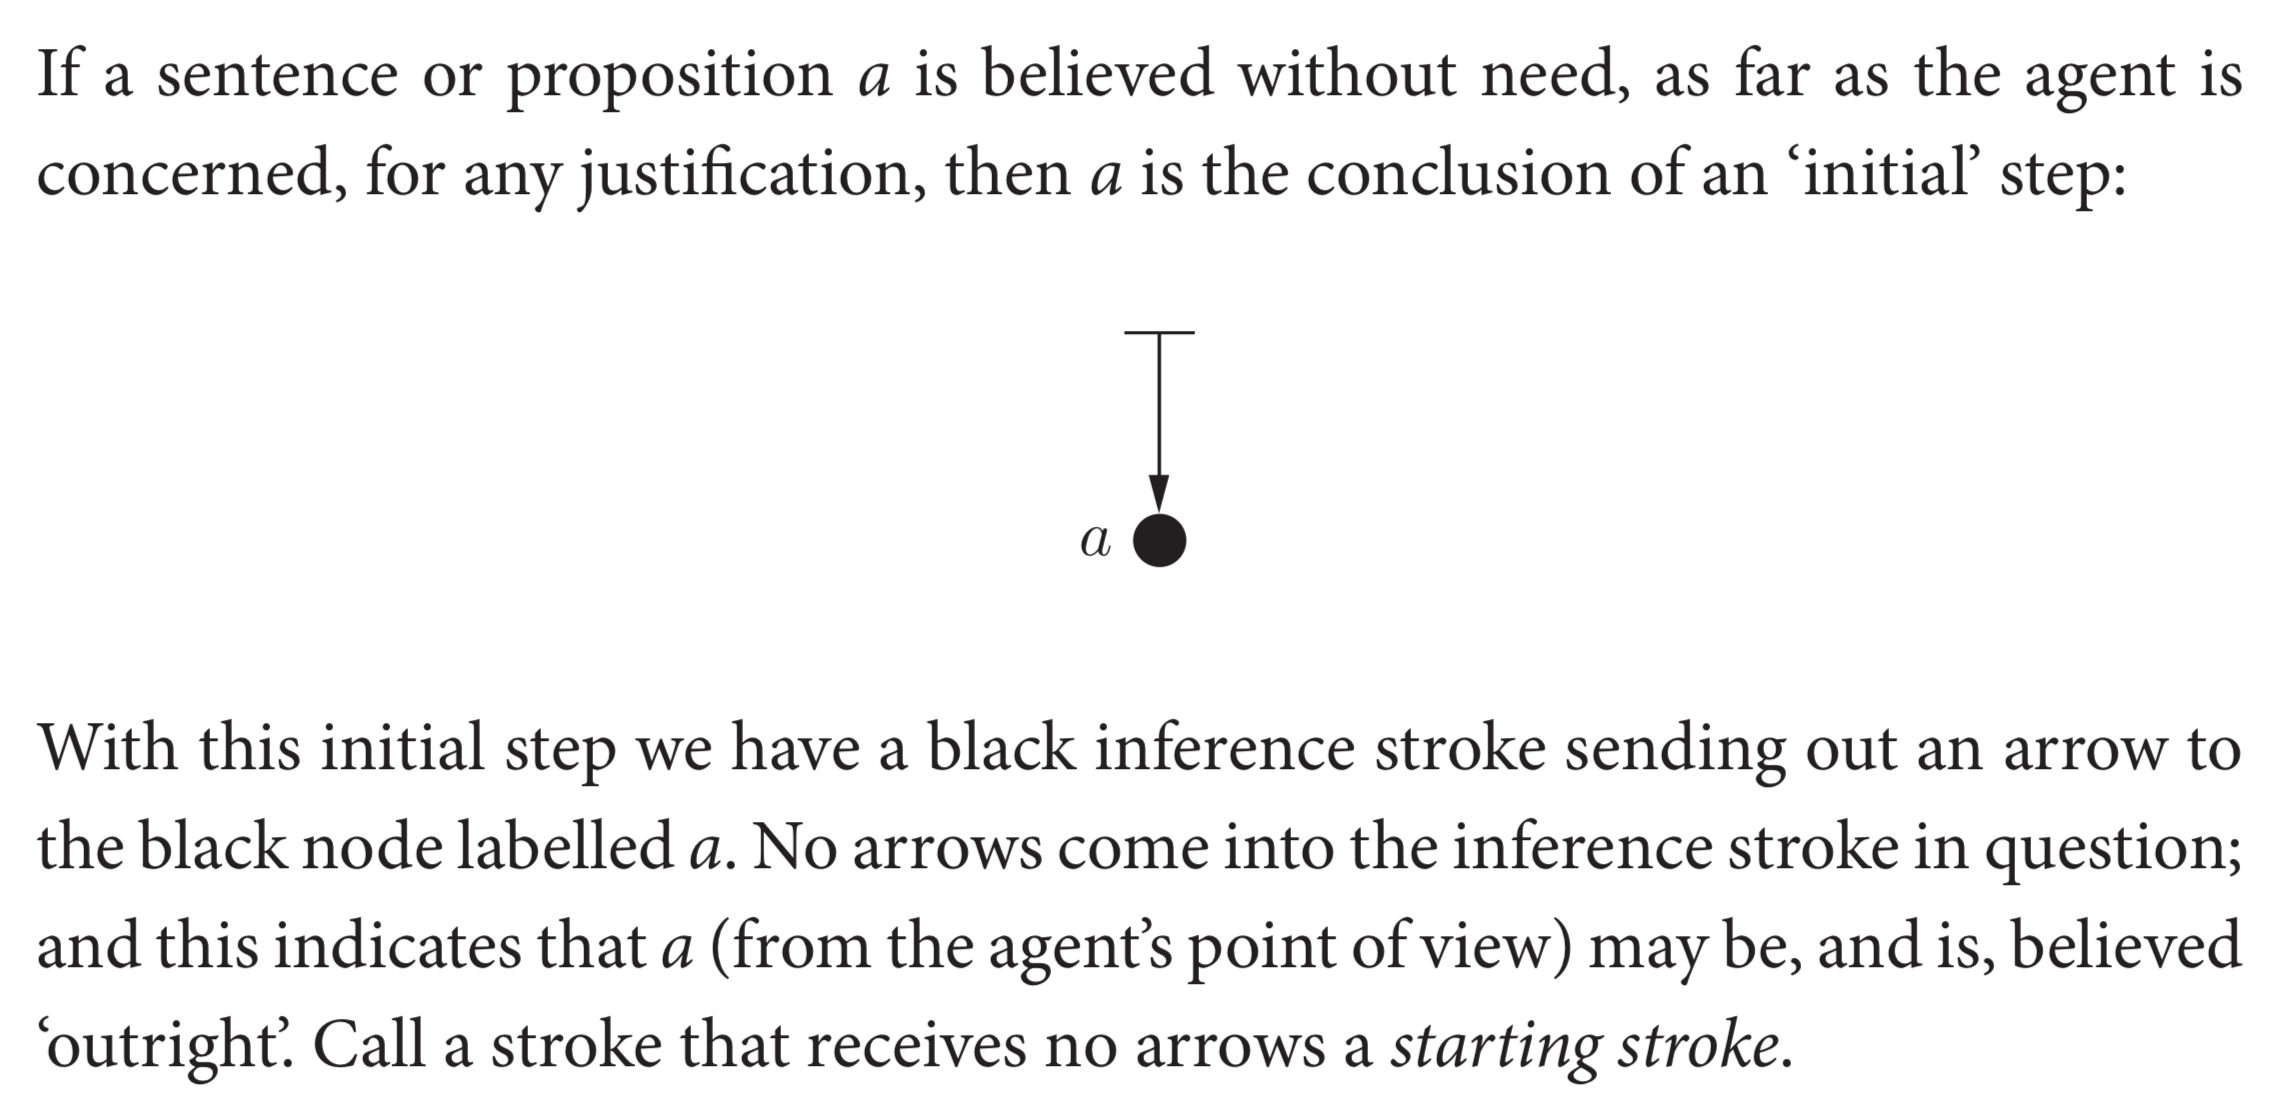 If a sentence or proposition a is believed without need, as far as the agent is
concerned, for any justification, then a is the conclusion of an ‘initial’ step:
a
With this initial step we have a black inference stroke sending out an arrow to
the black node labelled a. No arrows come into the inference stroke in question;
and this indicates that a (from the agent’s point of view) may be, and is, believed
‘outright’. Call a stroke that receives no arrows a starting stroke.